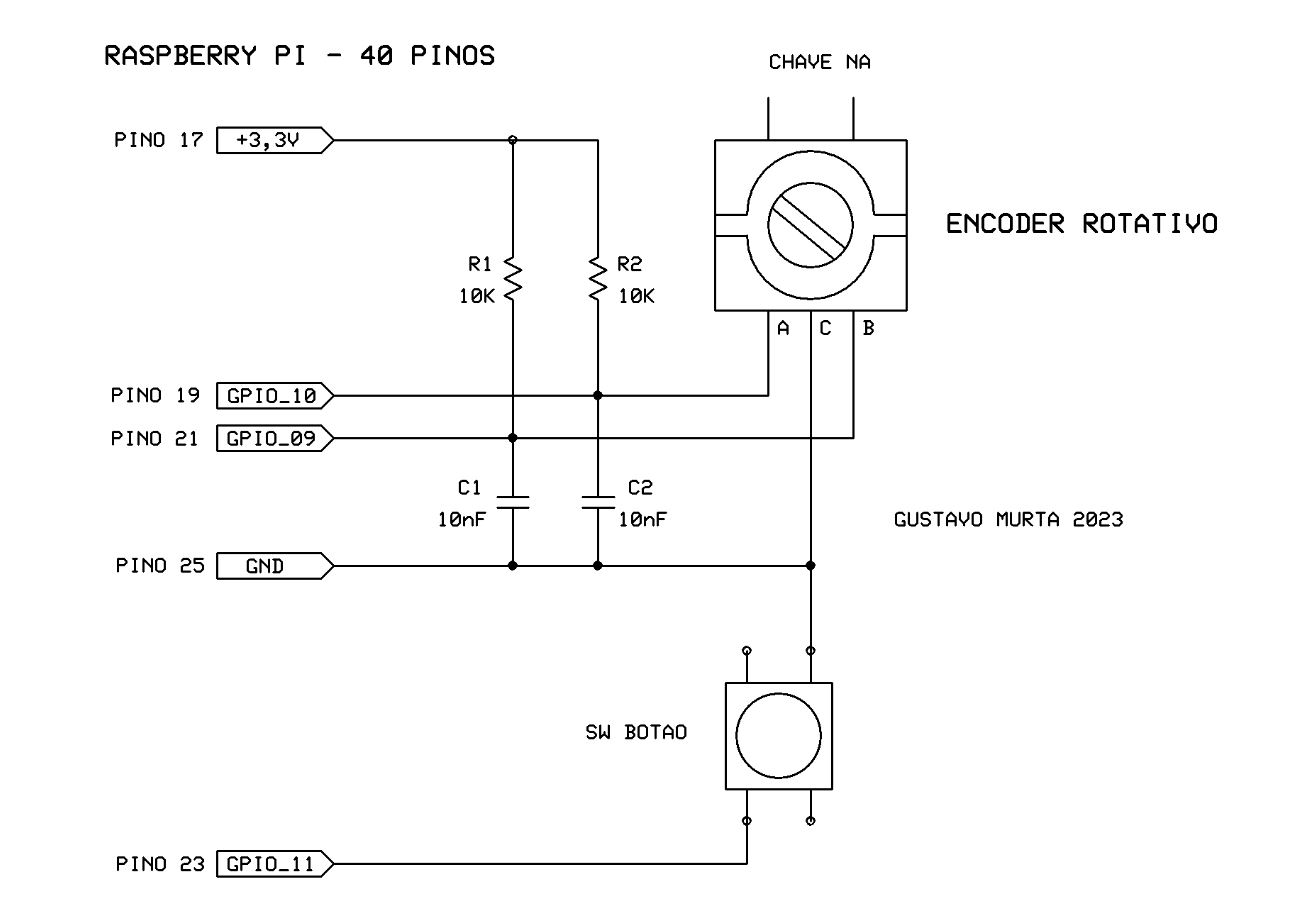 RASPBERRY PI - 40 PINOS
CHAVE NA
PINO 17 +3,3V
ENCODER ROTATIVO
R1
10K
R2
10K
A C B
PINO 19 GPIO_10
PINO 21 GPIO_09
C1
10nF
C2
10nF
GUSTAVO MURTA 2023
PINO 25 GND
SW BOTAO
PINO 23 GPIO_11